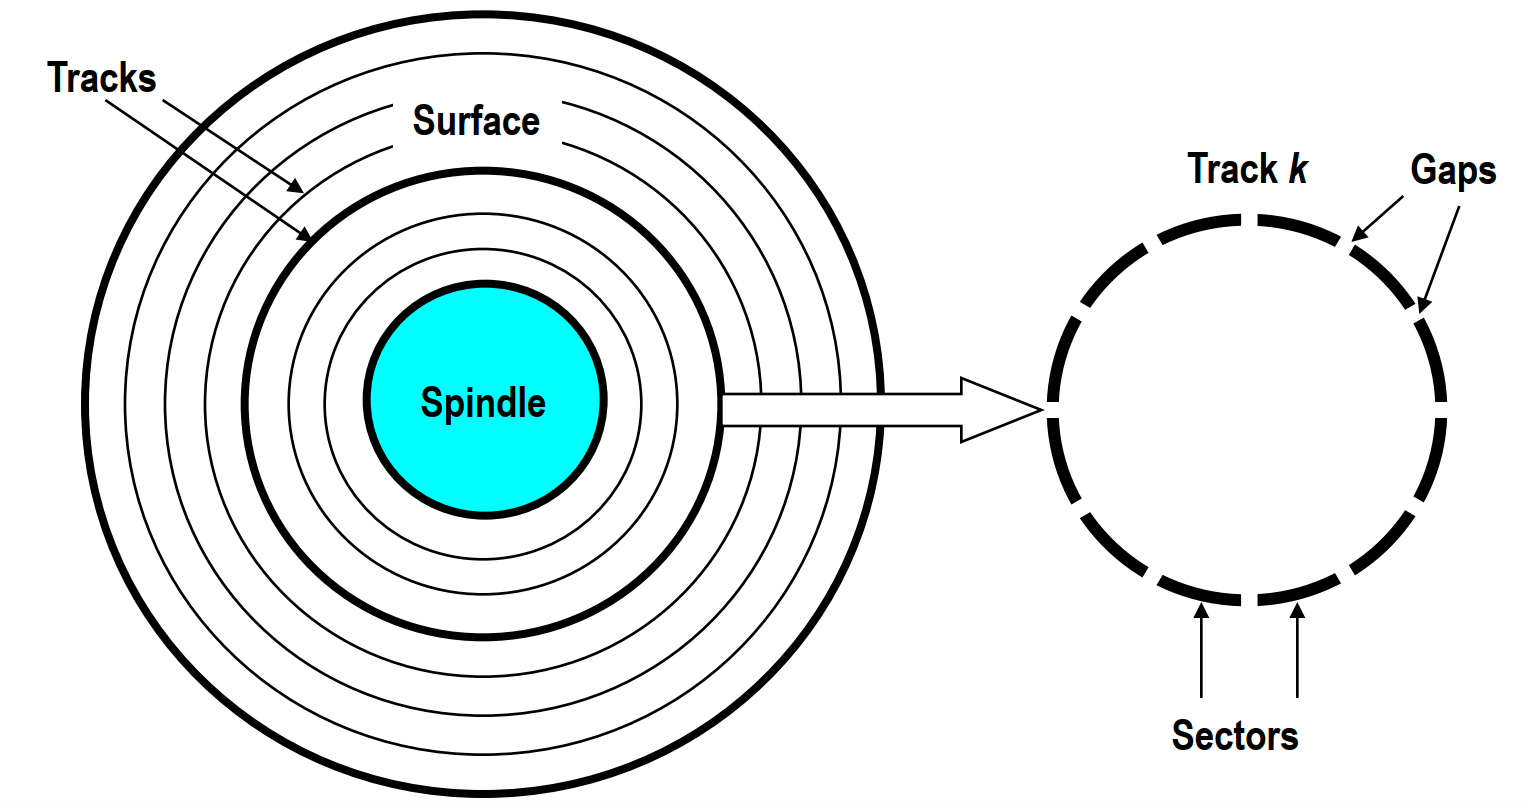 Tracks
Surface
Spindle
Track k
Gaps
Sectors